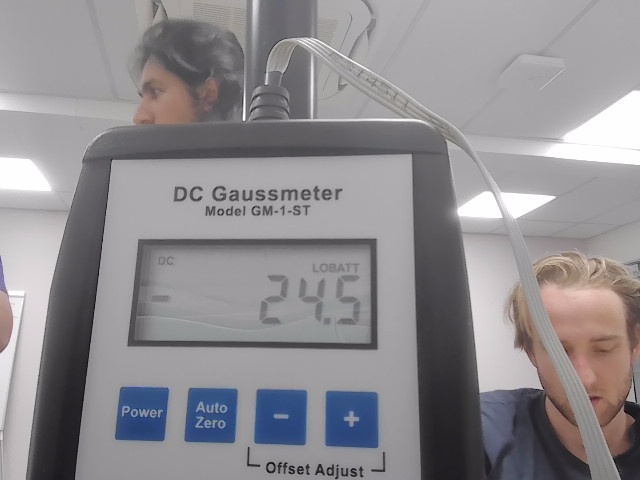 DC Gaussmeter
Model GM-1-ST
DC
LOBATT
- 24.5
Power
Auto
Zero
-
+
Offset Adjust